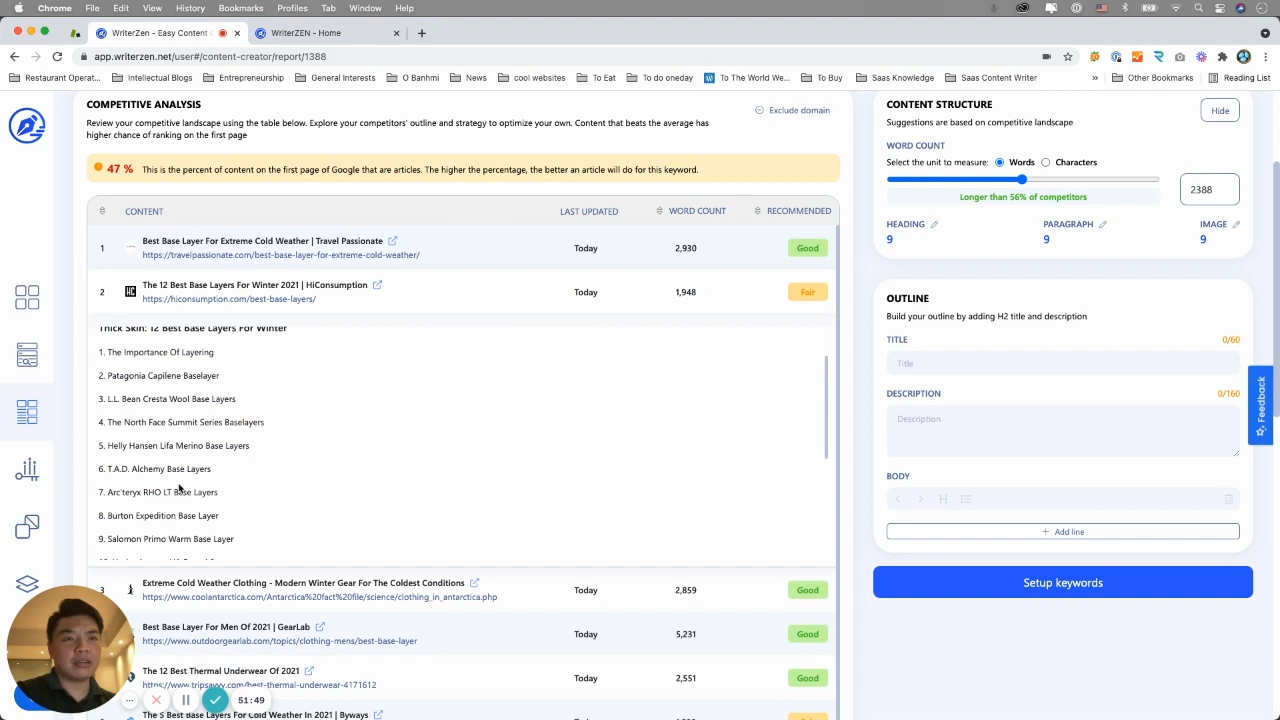 Chrome File Edit View History Bookmarks Profiles Tab Window Help
WriterZen - Easy Content
WriterZEN - Home
app.writerzen.net/user#/content-creator/report/1388
Restaurant Operat... Intellectual Blogs Entrepreneurship General Interests O Banhmi News cool websites To Eat To do oneday To The World We... To Buy Saas Knowledge Saas Content Writer » Other Bookmarks Reading List
COMPETITIVE ANALYSIS
Exclude domain
Review your competitive landscape using the table below. Explore your competitors' outline and strategy to optimize your own. Content that beats the average has
higher chance of ranking on the first page
47 % This is the percent of content on the first page of Google that are articles. The higher the percentage, the better an article will do for this keyword.
CONTENT LAST UPDATED WORD COUNT RECOMMENDED
1 Best Base Layer For Extreme Cold Weather | Travel Passionate Today 2,930 Good
https://travelpassionate.com/best-base-layer-for-extreme-cold-weather/
2 The 12 Best Base Layers For Winter 2021 | HiConsumption Today 1,948 Fair
https://hiconsumption.com/best-base-layers/
Thick Skin: 12 Best Base Layers For Winter
1. The Importance Of Layering
2. Patagonia Capilene Baselayer
3. L.L. Bean Cresta Wool Base Layers
4. The North Face Summit Series Baselayers
5. Helly Hansen Lifa Merino Base Layers
6. T.A.D. Alchemy Base Layers
7. Arc'teryx RHO LT Base Layers
8. Burton Expedition Base Layer
9. Salomon Primo Warm Base Layer
3 Extreme Cold Weather Clothing - Modern Winter Gear For The Coldest Conditions Today 2,859 Good
https://www.coolantarctica.com/Antarctica%20fact%20file/science/clothing_in_antarctica.php
Best Base Layer For Men Of 2021 | GearLab Today 5,231 Good
https://www.outdoorgearlab.com/topics/clothing-mens/best-base-layer
The 12 Best Thermal Underwear Of 2021 Today 2,551 Good
https://www.tripsavvy.com/best-thermal-underwear-4171612
51:49
The 5 Best Base Layers For Cold Weather In 2021 | Byways
CONTENT STRUCTURE
Hide
Suggestions are based on competitive landscape
WORD COUNT
Select the unit to measure: Words Characters
2388
Longer than 56% of competitors
HEADING PARAGRAPH IMAGE
9 9 9
OUTLINE
Build your outline by adding H2 title and description
TITLE 0/60
Title
DESCRIPTION 0/160
Description
BODY
+ Add line
Setup keywords
Feedback